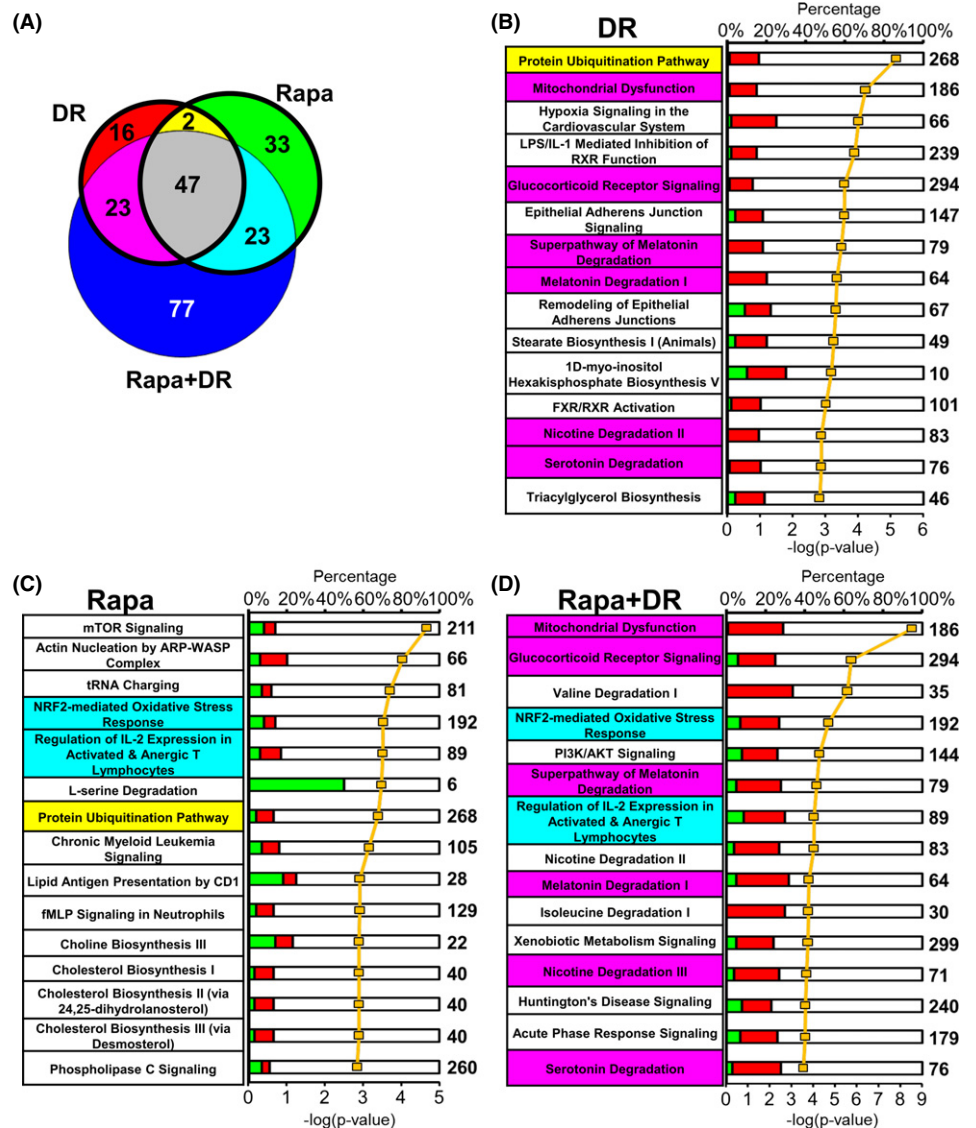 (A)
DR
Rapa
16
2
33
47
23
23
77
Rapa+DR
(B)
DR
Percentage
0% 20% 40% 60% 80% 100%
Protein Ubiquitination Pathway
268
Mitochondrial Dysfunction
186
Hypoxia Signaling in the
Cardiovascular System
66
LPS/IL-1 Mediated Inhibition of
RXR Function
239
Glucocorticoid Receptor Signaling
294
Epithelial Adherens Junction
Signaling
147
Superpathway of Melatonin
Degradation
79
Melatonin Degradation I
64
Remodeling of Epithelial
Adherens Junctions
67
Stearate Biosynthesis I (Animals)
49
1D-myo-inositol
Hexakisphosphate Biosynthesis V
10
FXR/RXR Activation
101
Nicotine Degradation II
83
Serotonin Degradation
76
Triacylglycerol Biosynthesis
46
0 1 2 3 4 5 6
-log(p-value)
(C)
Rapa
Percentage
0% 20% 40% 60% 80% 100%
mTOR Signaling
211
Actin Nucleation by ARP-WASP
Complex
66
tRNA Charging
81
NRF2-mediated Oxidative Stress
Response
192
Regulation of IL-2 Expression in
Activated & Anergic T
Lymphocytes
89
L-serine Degradation
6
Protein Ubiquitination Pathway
268
Chronic Myeloid Leukemia
Signaling
105
Lipid Antigen Presentation by CD1
28
fMLP Signaling in Neutrophils
129
Choline Biosynthesis III
22
Cholesterol Biosynthesis I
40
Cholesterol Biosynthesis II (via
24,25-dihydrolanosterol)
40
Cholesterol Biosynthesis III (via
Desmosterol)
40
Phospholipase C Signaling
260
0 1 2 3 4 5
-log(p-value)
(D)
Rapa+DR
Percentage
0% 20% 40% 60% 80% 100%
Mitochondrial Dysfunction
186
Glucocorticoid Receptor Signaling
294
Valine Degradation I
35
NRF2-mediated Oxidative Stress
Response
192
PI3K/AKT Signaling
144
Superpathway of Melatonin
Degradation
79
Regulation of IL-2 Expression in
Activated & Anergic T
Lymphocytes
89
Nicotine Degradation II
83
Melatonin Degradation I
64
Isoleucine Degradation I
30
Xenobiotic Metabolism Signaling
299
Nicotine Degradation III
71
Huntington's Disease Signaling
240
Acute Phase Response Signaling
179
Serotonin Degradation
76
0 1 2 3 4 5 6 7 8 9
-log(p-value)